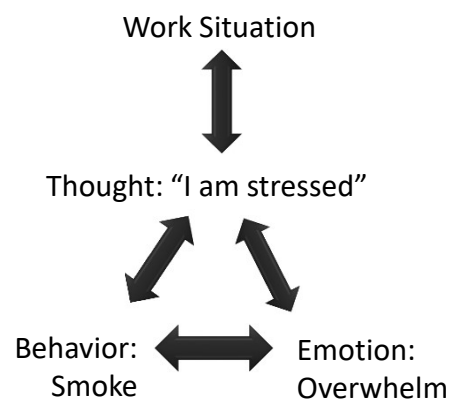 Work Situation
Thought: “I am stressed”
Behavior:
Smoke
Emotion:
Overwhelm